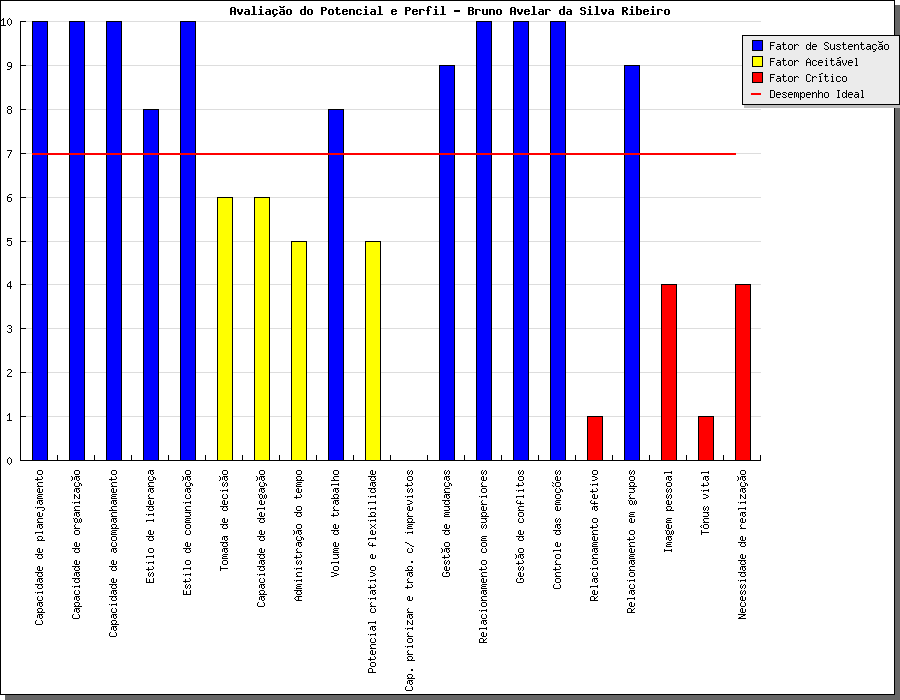 Avaliação do Potencial e Perfil - Bruno Avelar da Silva Ribeiro
Fator de Sustentação
Fator Aceitável
Fator Crítico
Desempenho Ideal
10
9
8
7
6
5
4
3
2
1
0
Capacidade de planejamento
Capacidade de organização
Capacidade de acompanhamento
Estilo de liderança
Estilo de comunicação
Tomada de decisão
Capacidade de delegação
Administração do tempo
Volume de trabalho
Potencial criativo e flexibilidade
Cap. priorizar e trab. c/ imprevistos
Gestão de mudanças
Relacionamento com superiores
Gestão de conflitos
Controle das emoções
Relacionamento afetivo
Relacionamento em grupos
Imagem pessoal
Tônus vital
Necessidade de realização